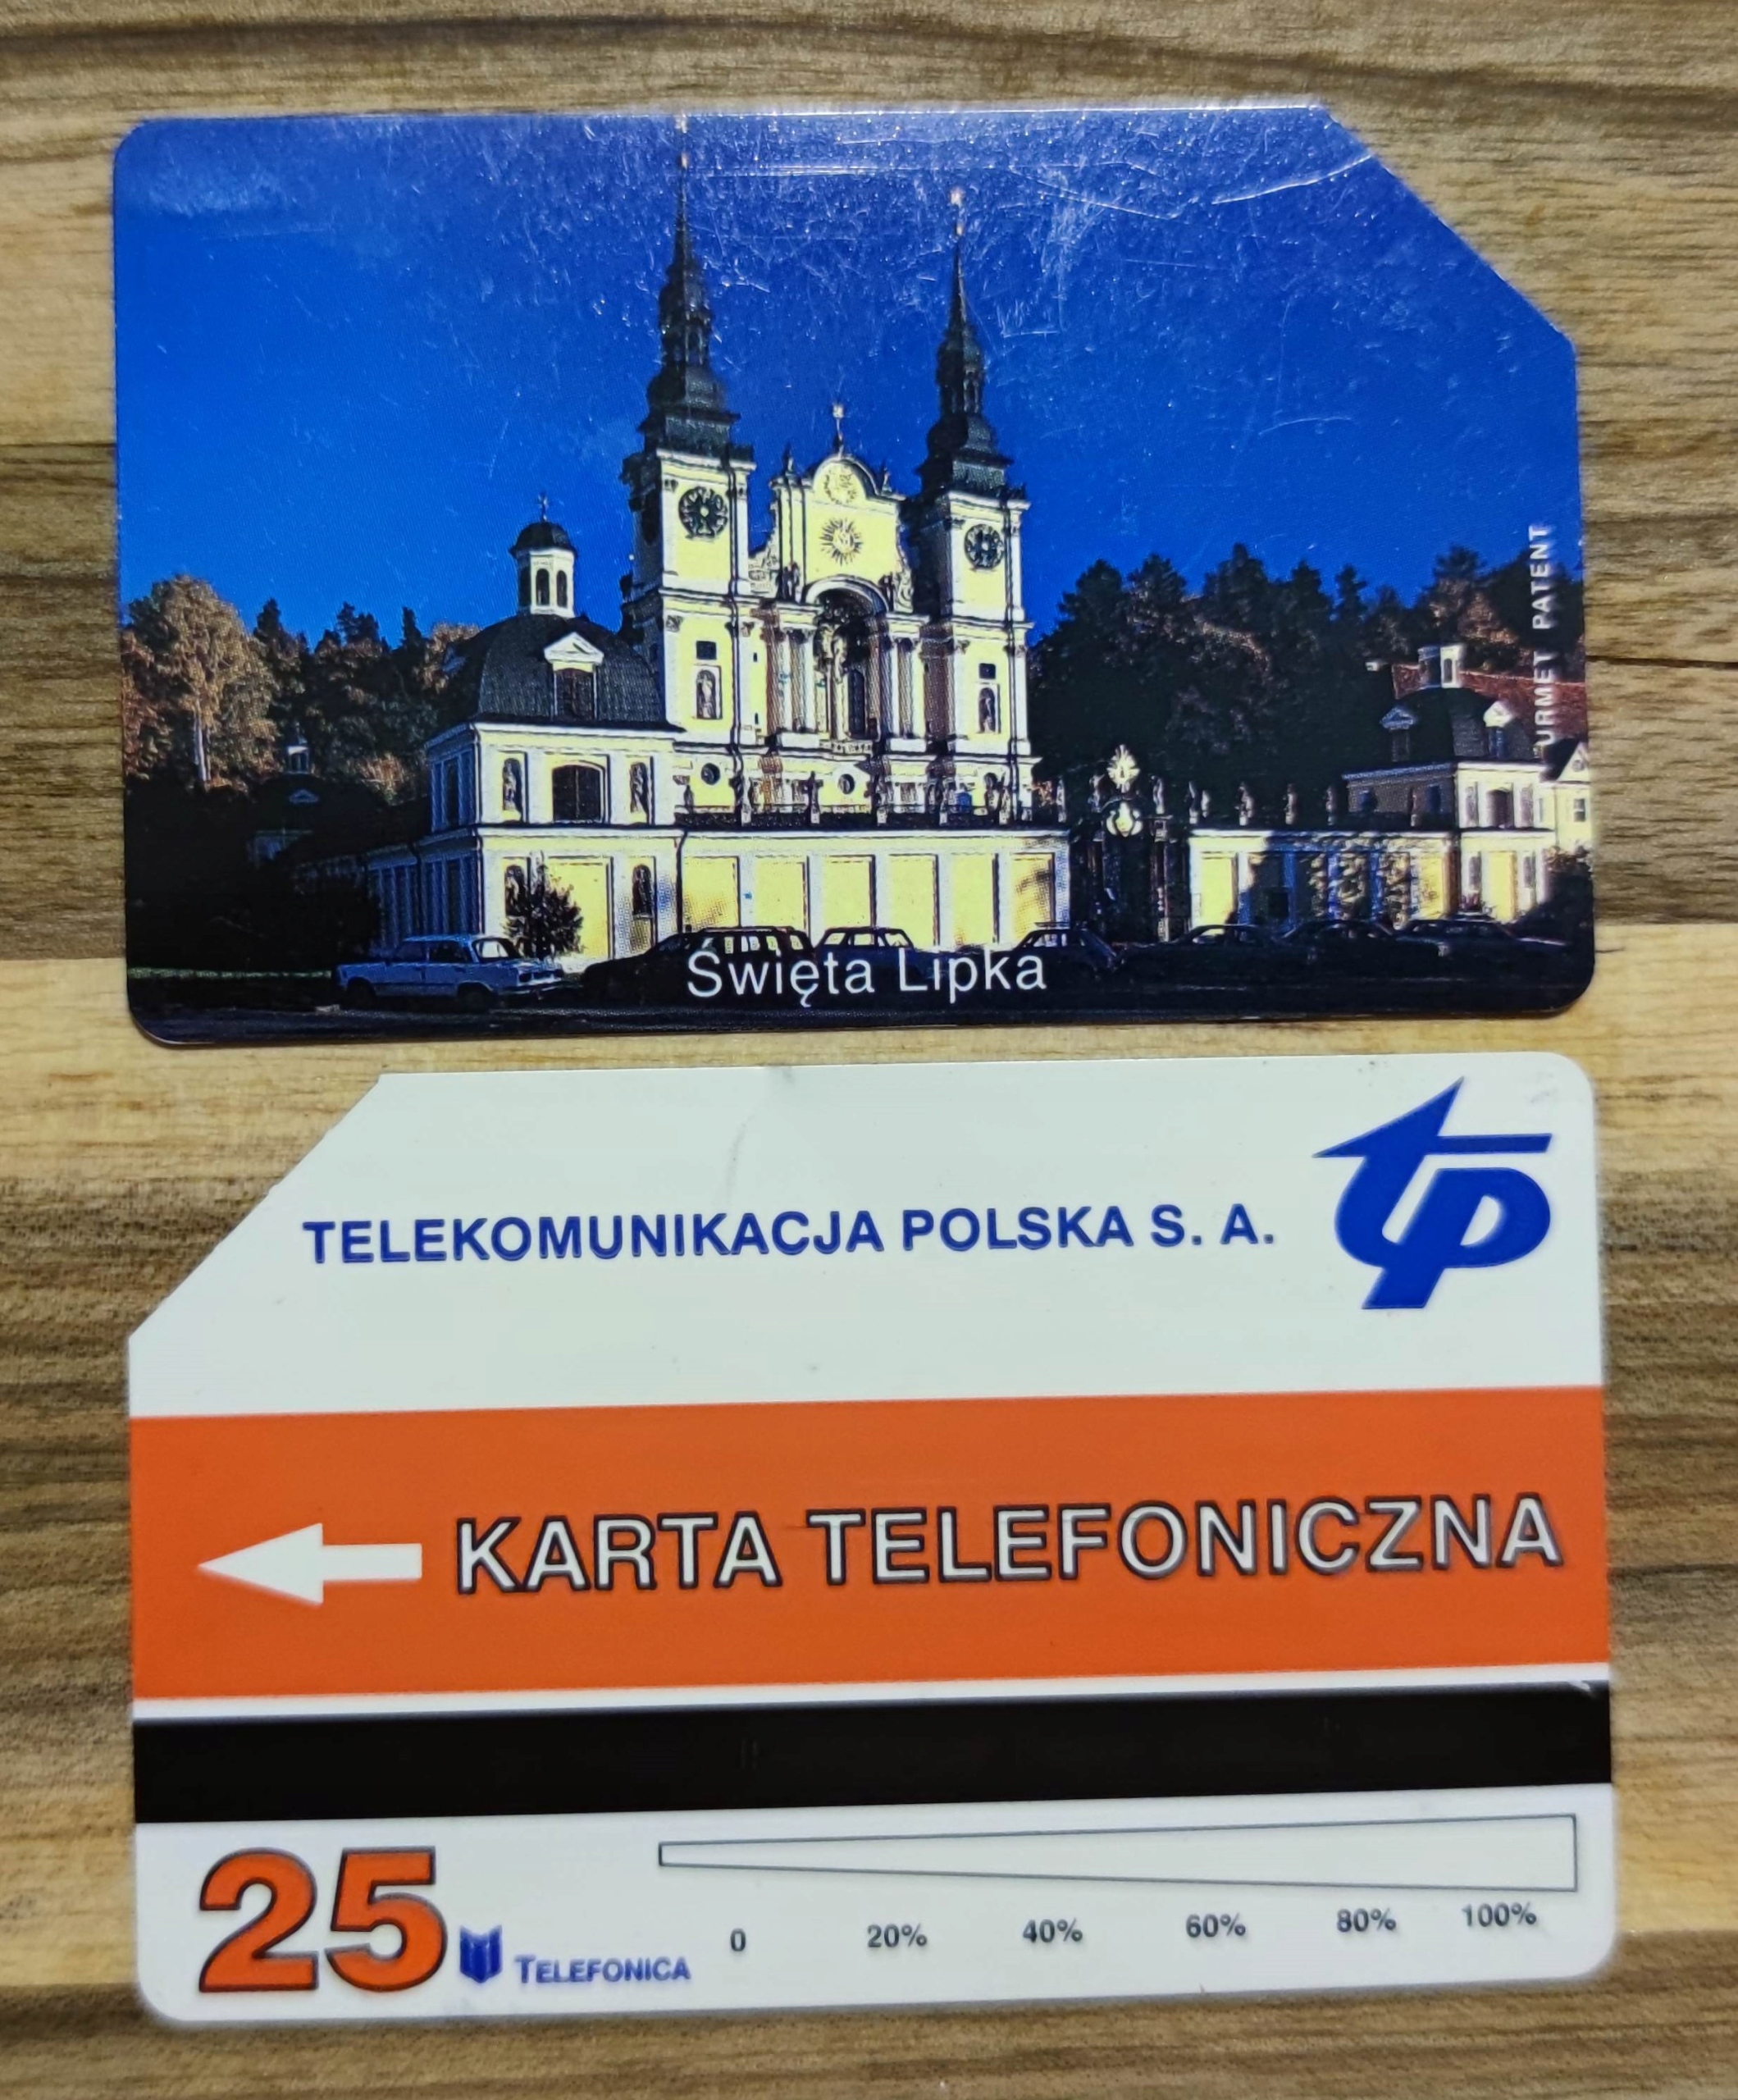 URMET PATENT
Święta Lipka
TELEKOMUNIKACJA POLSKA S. A.
tp
KARTA TELEFONICZNA
25
TELEFONICA
0 20% 40% 60% 80% 100%